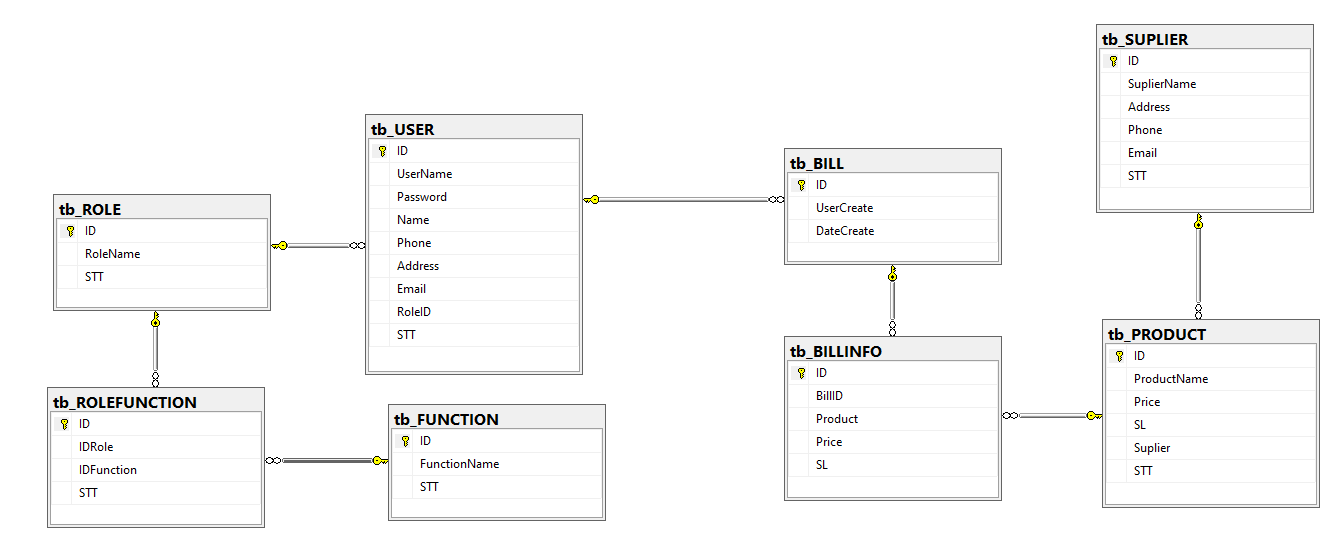 tb_SUPLIER
ID
SuplierName
Address
Phone
Email
STT
tb_USER
ID
UserName
Password
Name
Phone
Address
Email
RoleID
STT
tb_BILL
ID
UserCreate
DateCreate
tb_ROLE
ID
RoleName
STT
tb_BILLINFO
ID
BillID
Product
Price
SL
tb_PRODUCT
ID
ProductName
Price
SL
Suplier
STT
tb_ROLEFUNCTION
ID
IDRole
IDFunction
STT
tb_FUNCTION
ID
FunctionName
STT